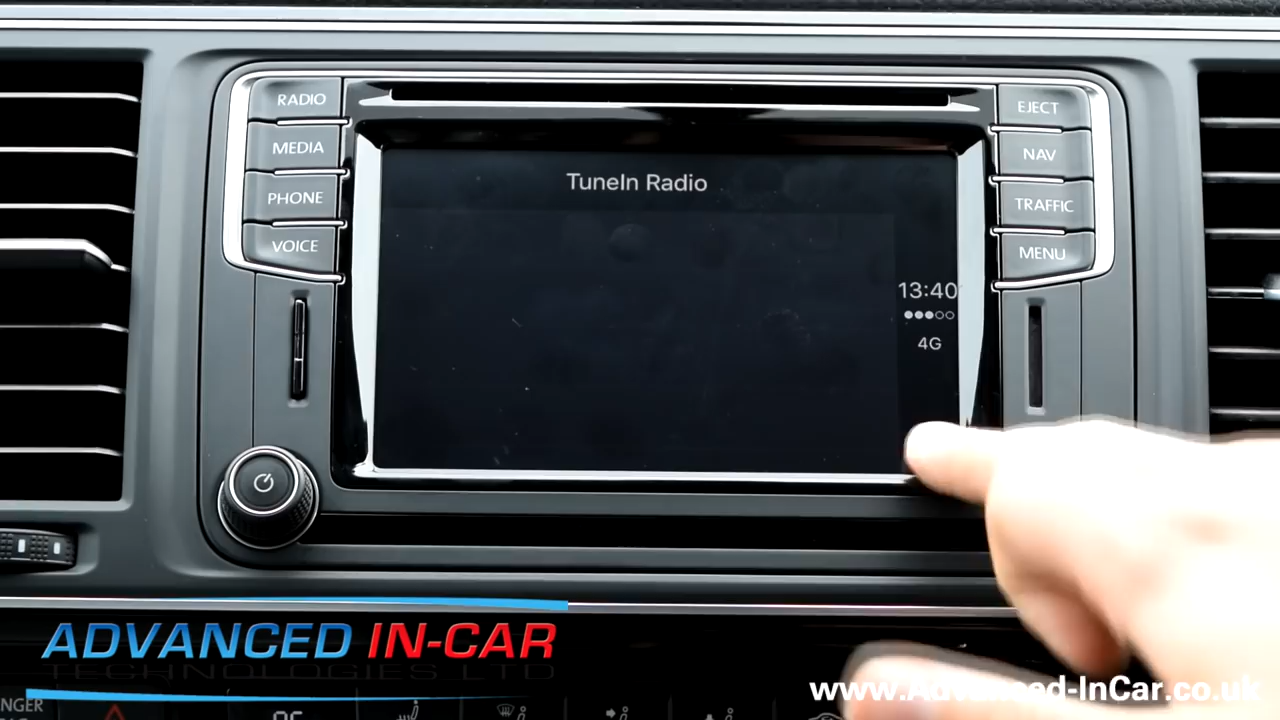 RADIO
MEDIA
PHONE
VOICE
EJECT
NAV
TRAFFIC
MENU
TuneIn Radio
13:40
4G
ADVANCED IN-CAR
TECHNOLOGIES LTD
www.Advanced-InCar.co.uk